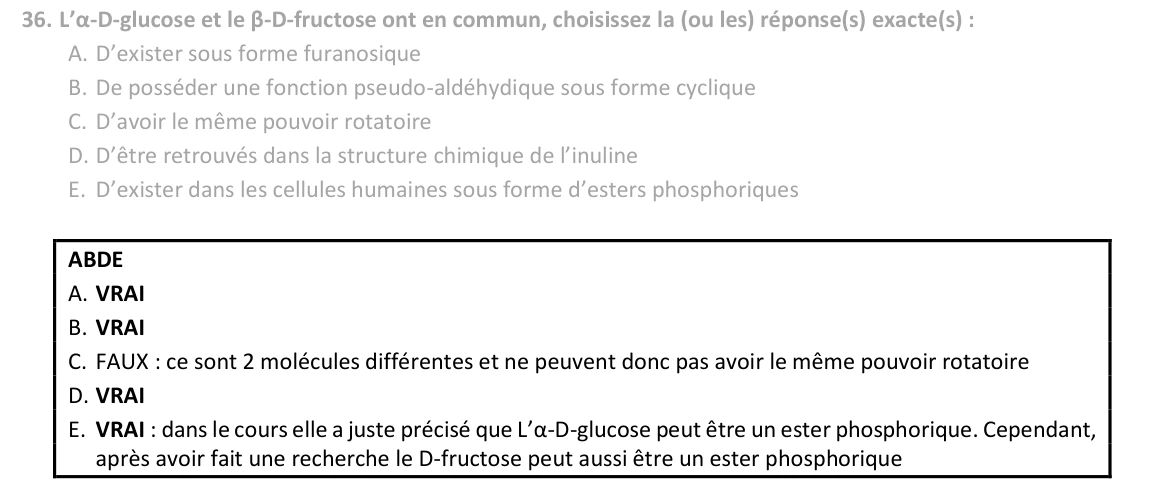 36. L’α-D-glucose et le β-D-fructose ont en commun, choisissez la (ou les) réponse(s) exacte(s) :
A. D’exister sous forme furanosique
B. De posséder une fonction pseudo-aldéhydique sous forme cyclique
C. D’avoir le même pouvoir rotatoire
D. D’être retrouvés dans la structure chimique de l’inuline
E. D’exister dans les cellules humaines sous forme d’esters phosphoriques
ABDE
A. VRAI
B. VRAI
C. FAUX : ce sont 2 molécules différentes et ne peuvent donc pas avoir le même pouvoir rotatoire
D. VRAI
E. VRAI : dans le cours elle a juste précisé que L’α-D-glucose peut être un ester phosphorique. Cependant,
après avoir fait une recherche le D-fructose peut aussi être un ester phosphorique